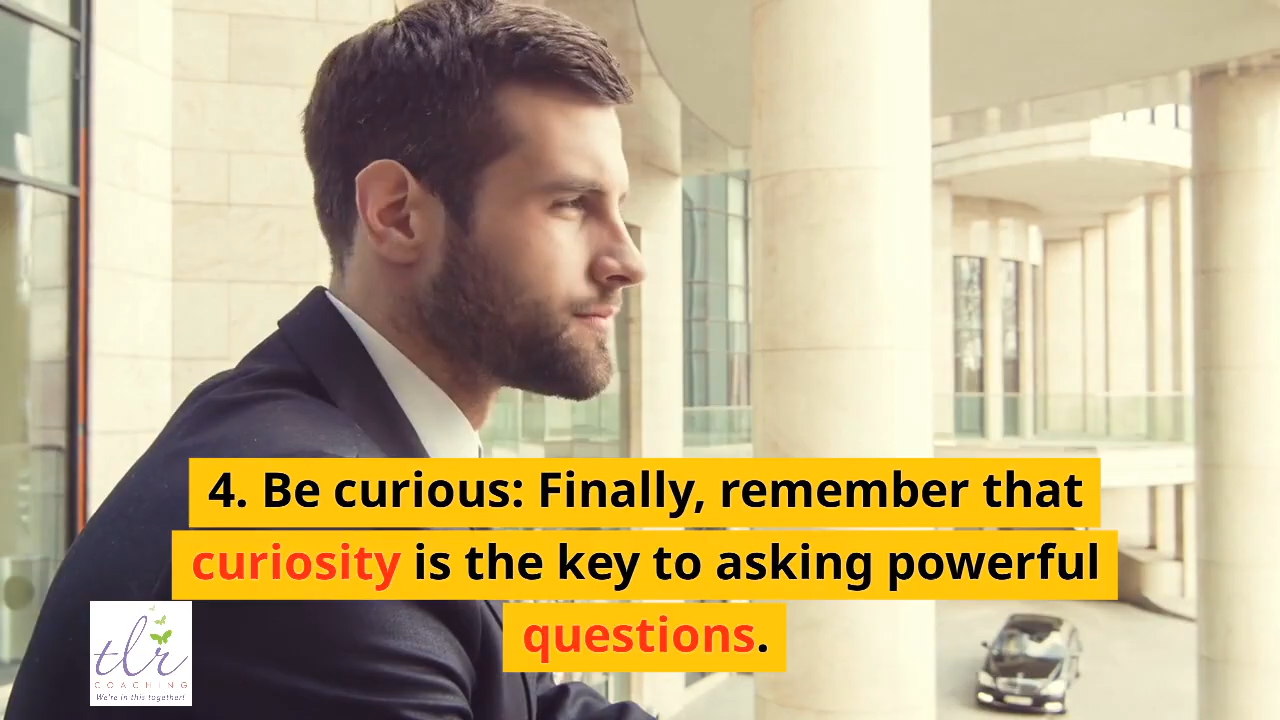 4. Be curious: Finally, remember that
curiosity is the key to asking powerful
questions.
tlr
COACHING
We're in this together!